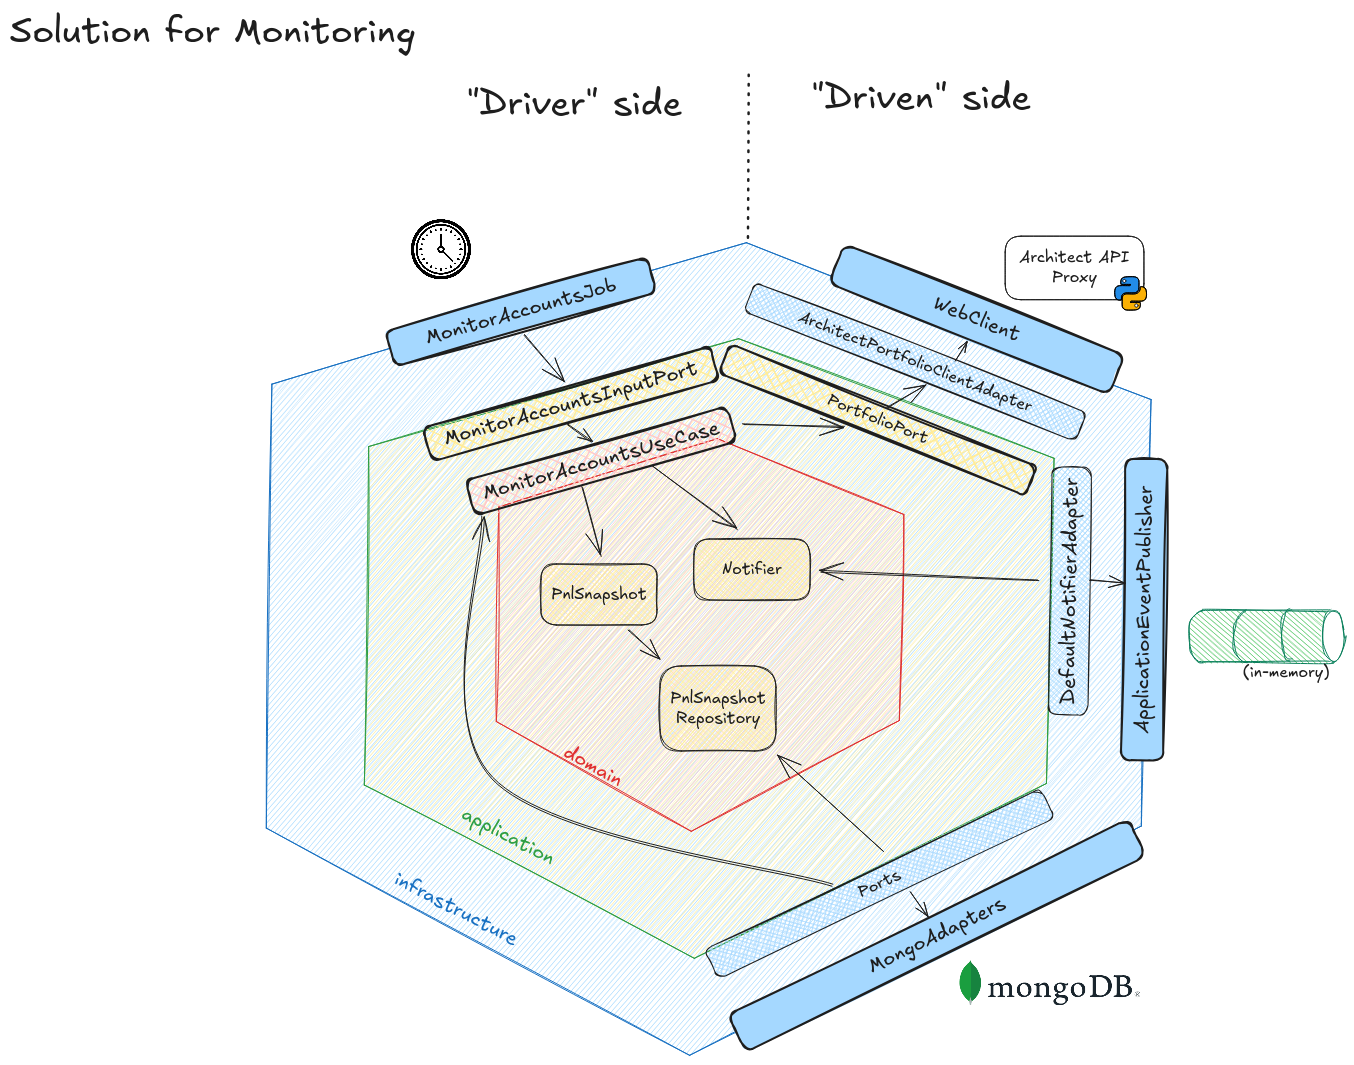 Solution for Monitoring
"Driver" side
"Driven" side
Architect API
Proxy
MonitorAccountsJob
WebClient
ArchitectPortfolioClientAdapter
MonitorAccountsInputPort
PortfolioPort
MonitorAccountsUseCase
Notifier
PnlSnapshot
DefaultNotifierAdapter
ApplicationEventPublisher
(in-memory)
PnlSnapshot
Repository
domain
application
infrastructure
Ports
MongoAdapters
mongoDB®